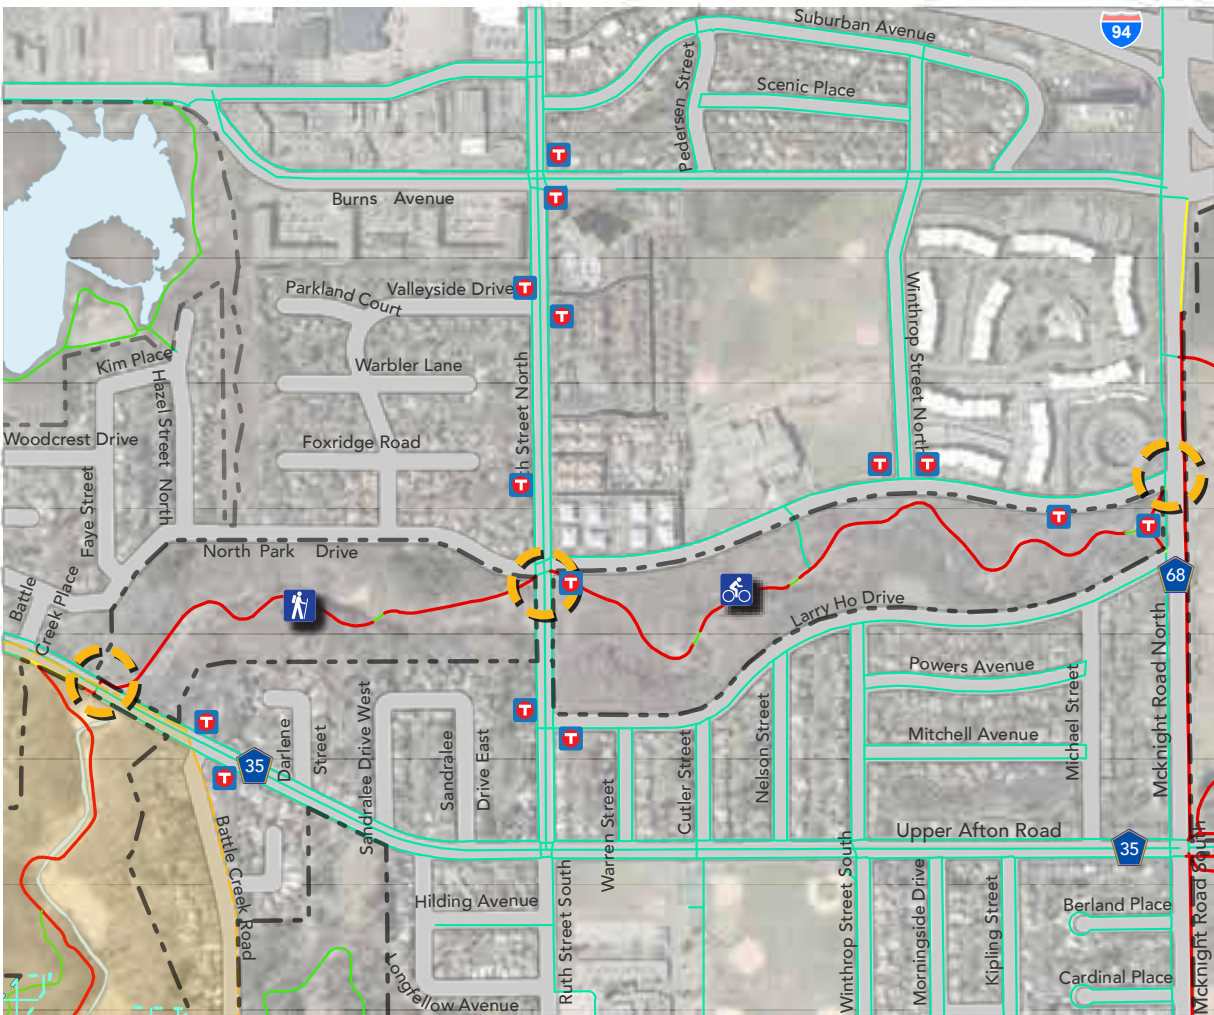 Suburban Avenue
94
Pedersen Street
Scenic Place
Burns Avenue
Parkland Court
Valleyside Drive
T
T
T
T
Kim Place
Warbler Lane
Winthrop Street North
Hazel Street North
Woodcrest Drive
Foxridge Road
Faye Street
th Street North
T
T
T
T
T
North Park Drive
T
68
Battle
Creek Place
Larry Ho Drive
Powers Avenue
Michael Street
Mcknight Road North
T
T
T
T
35
Darlene
Street
Sandralee Drive West
Sandralee
Drive East
Cutler Street
Nelson Street
Mitchell Avenue
Warren Street
Upper Afton Road
35
Battle Creek Road
Hilding Avenue
Ruth Street South
Winthrop Street South
Morningside Drive
Kipling Street
Berland Place
Cardinal Place
Mcknight Road South
Longfellow Avenue